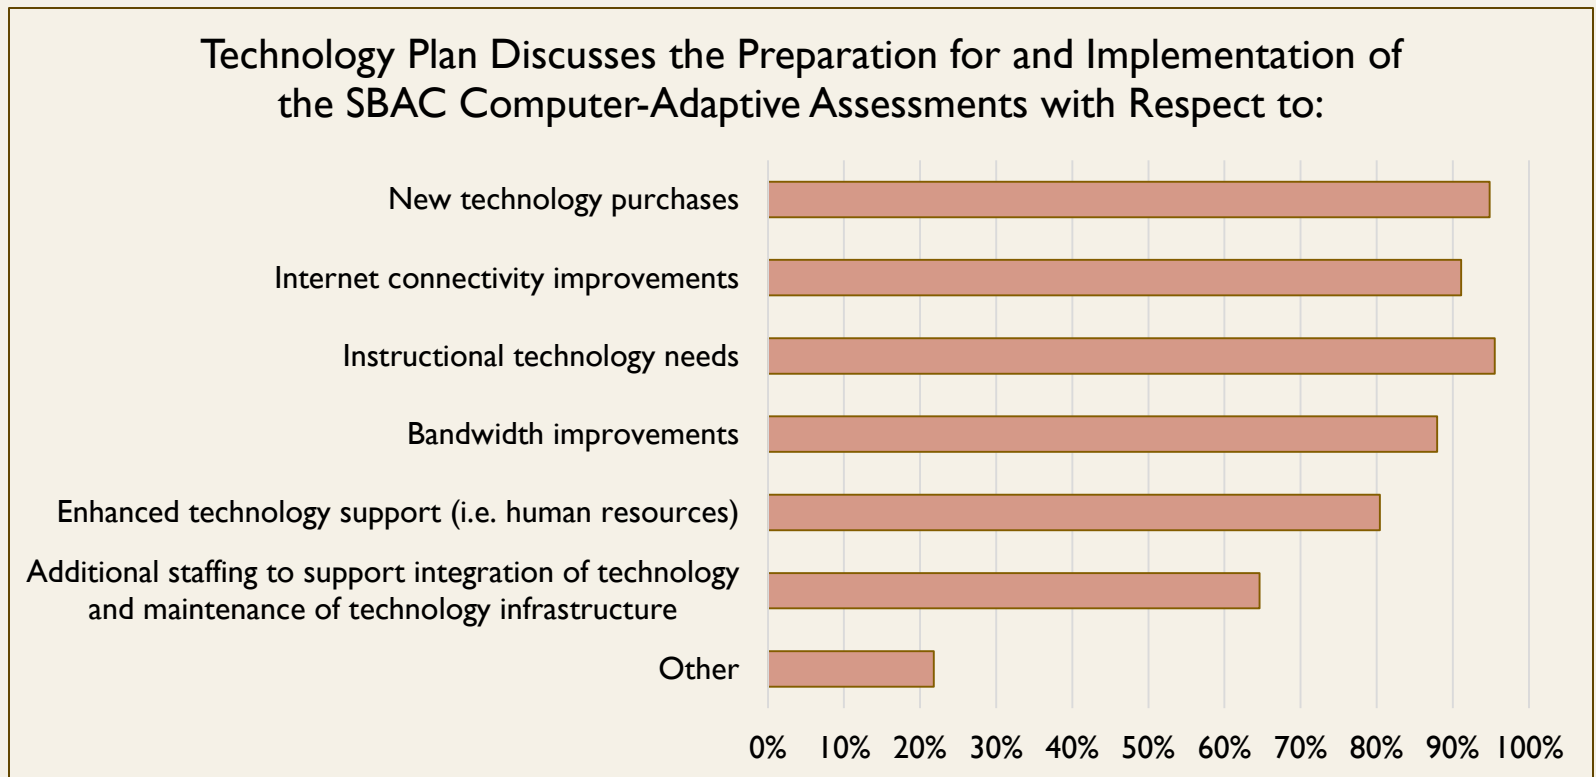 Technology Plan Discusses the Preparation for and Implementation of
the SBAC Computer-Adaptive Assessments with Respect to:
New technology purchases
Internet connectivity improvements
Instructional technology needs
Bandwidth improvements
Enhanced technology support (i.e. human resources)
Additional staffing to support integration of technology
and maintenance of technology infrastructure
Other
0% 10% 20% 30% 40% 50% 60% 70% 80% 90% 100%